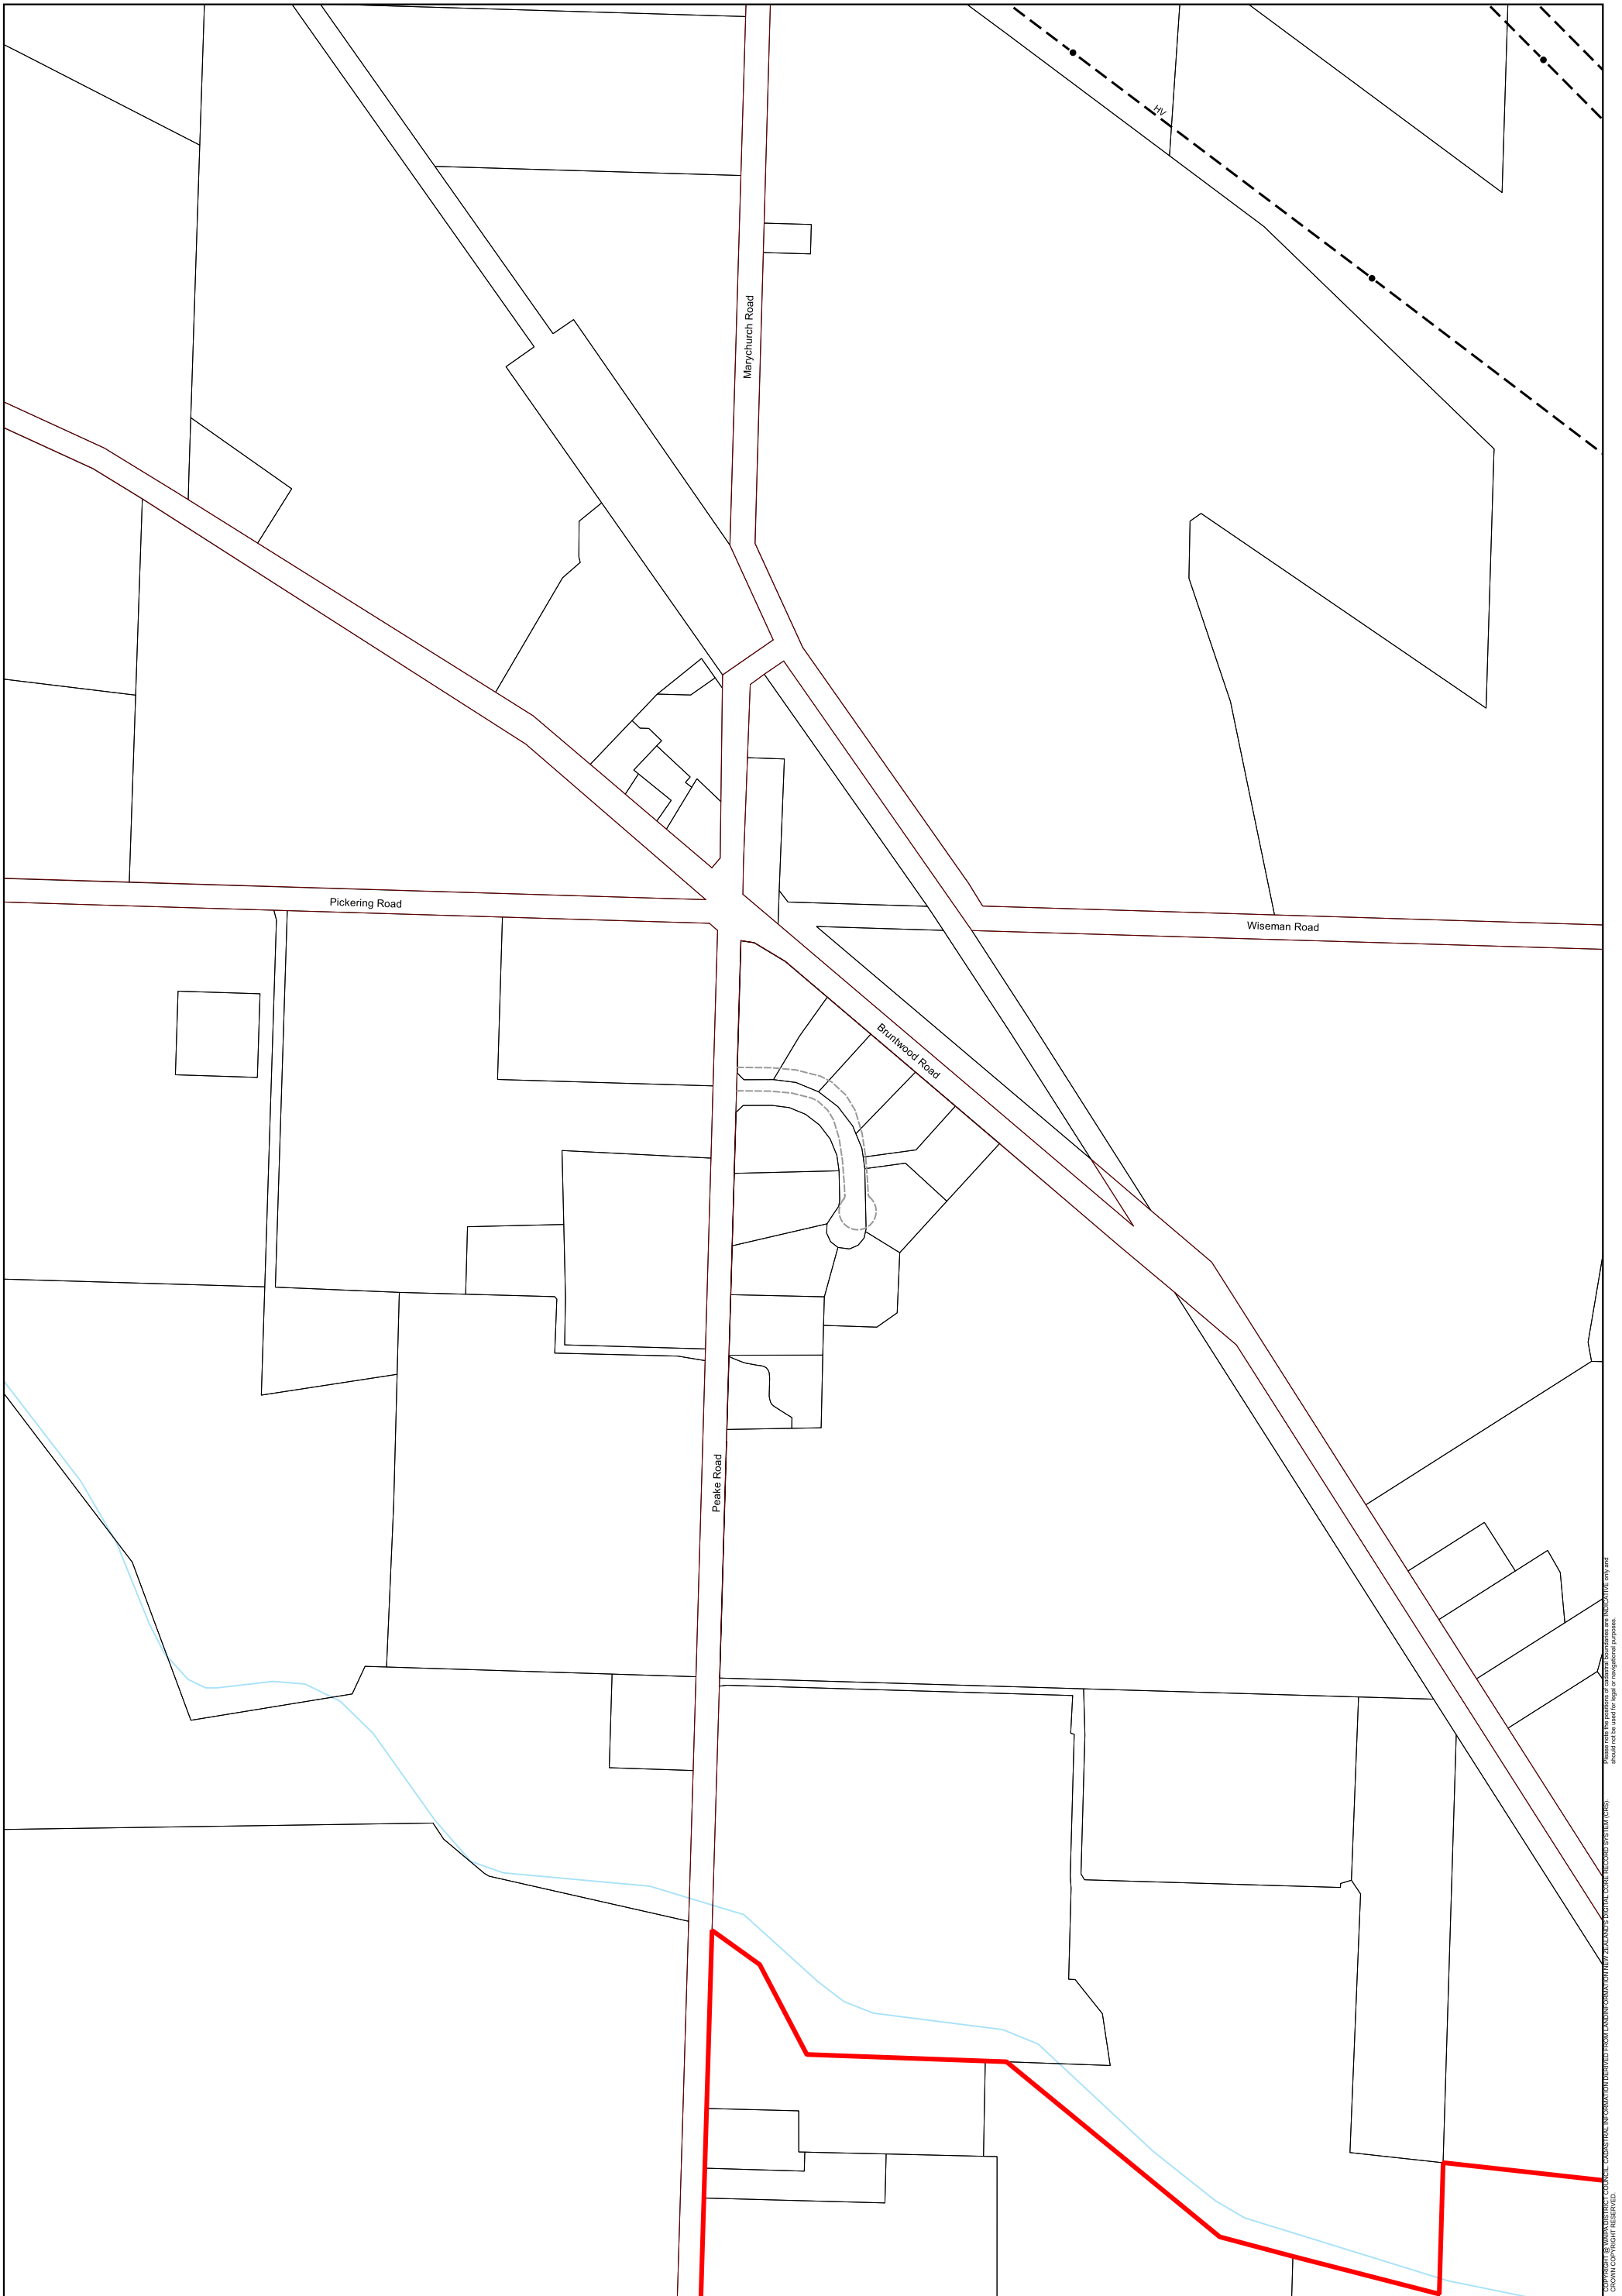 HV
Marychurch Road
Pickering Road
Wiseman Road
Bruntwood Road
Peake Road
Please note the positions of cadastral boundaries are INDICATIVE only and
should not be used for legal or navigational purposes.
COPYRIGHT @ WAIPA DISTRICT COUNCIL. CADASTRAL INFORMATION DERIVED FROM LAND INFORMATION NEW ZEALAND'S DIGITAL CORE RECORD SYSTEM (CRS).
CROWN COPYRIGHT RESERVED.